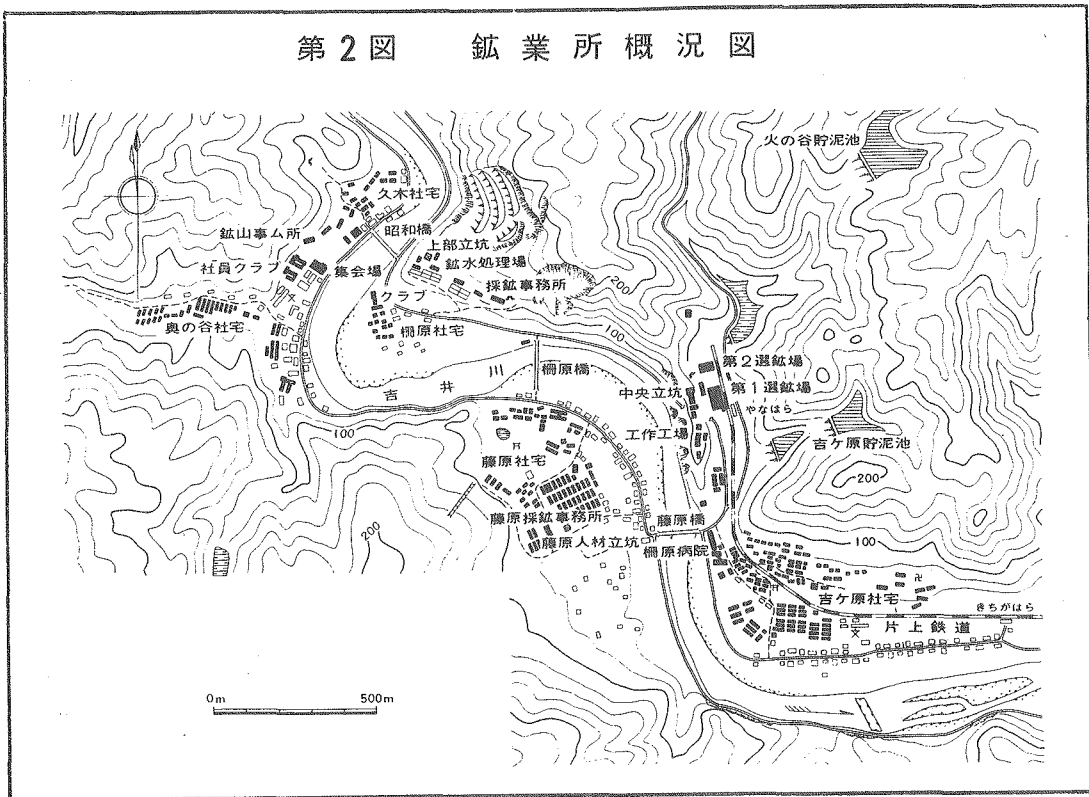 第2図 鉱業所概況図
火の谷貯泥池
久木社宅
鉱山事ム所
昭和橋
上部立坑
社員クラブ
集会場
鉱水処理場
採鉱事務所
クラブ
200
奥の谷社宅
柵原社宅
100
第2選鉱場
吉井川
柵原橋
中央立坑
第1選鉱場
やなはら
100
工作工場
吉ケ原貯泥池
藤原社宅
200
藤原採鉱事務所
藤原橋
200
藤原人材立坑
柵原病院
100
吉ケ原社宅
きちがはら
片上鉄道
0m 500m